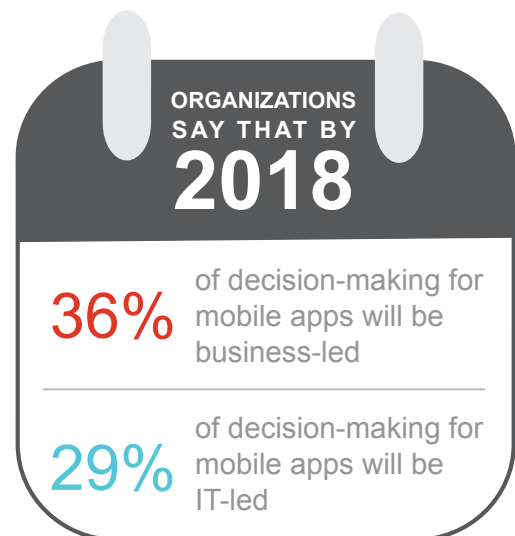 ORGANIZATIONS
SAY THAT BY
2018
36%
of decision-making for
mobile apps will be
business-led
29%
of decision-making for
mobile apps will be
IT-led